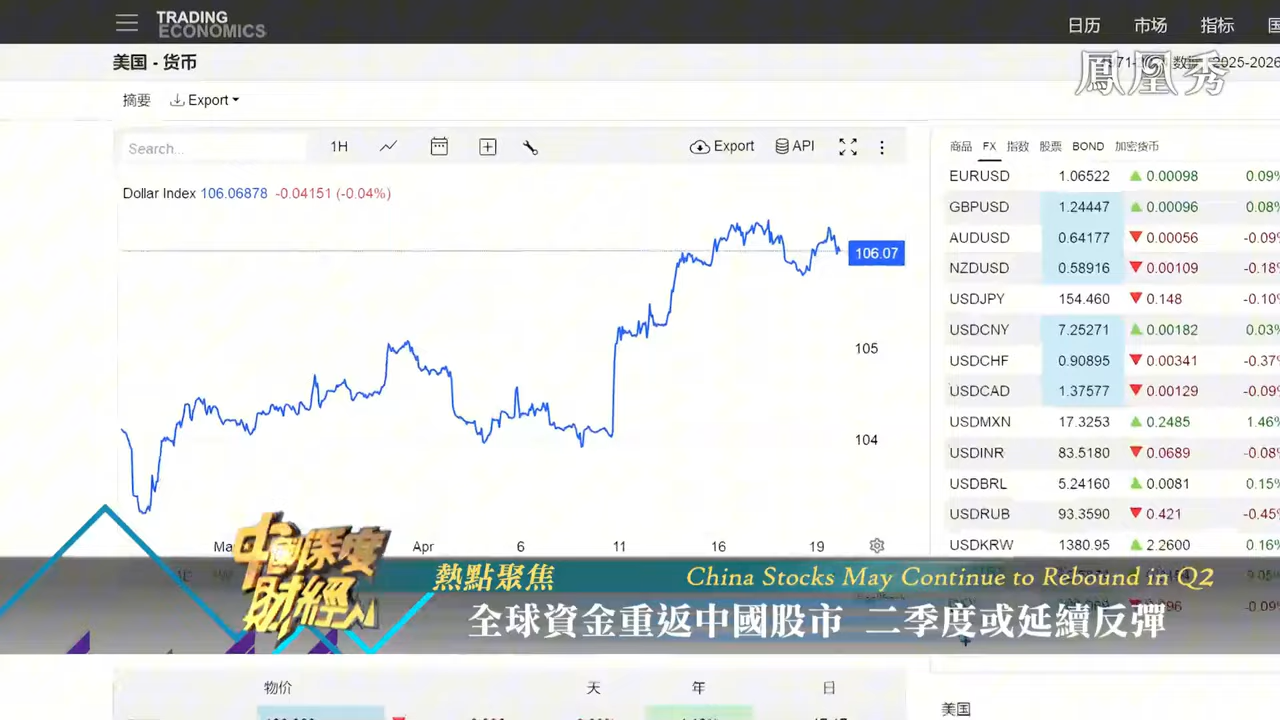 TRADING
ECONOMICS
日历 市场 指标
美国 - 货币
鳳凰秀
2025-2026
摘要 Export
Search...
1H
Export API
商品 FX 指数 股票 BOND 加密货币
Dollar Index 106.06878 -0.04151 (-0.04%)
106.07
105
104
EURUSD 1.06522 0.00098 0.09%
GBPUSD 1.24447 0.00096 0.08%
AUDUSD 0.64177 0.00056 -0.09%
NZDUSD 0.58916 0.00109 -0.18%
USDJPY 154.460 0.148 -0.10%
USDCNY 7.25271 0.00182 0.03%
USDCHF 0.90895 0.00341 -0.37%
USDCAD 1.37577 0.00129 -0.09%
USDMXN 17.3253 0.2485 1.46%
USDINR 83.5180 0.0689 -0.08%
USDBRL 5.24160 0.0081 0.15%
USDRUB 93.3590 0.421 -0.45%
USDKRW 1380.95 2.2600 0.16%
Apr 6 11 16 19
中國深度
財經
熱點聚焦
China Stocks May Continue to Rebound in Q2
全球資金重返中國股市 二季度或延續反彈
物价 天 年 日
美国